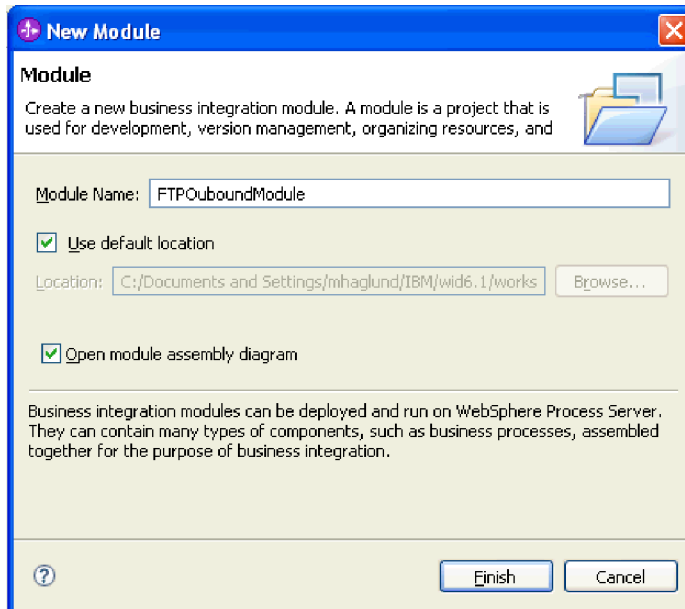 New Module
Module
Create a new business integration module. A module is a project that is
used for development, version management, organizing resources, and
Module Name: FTPOuboundModule
Use default location
Location: C:/Documents and Settings/mhaglund/IBM/wid6.1/works Browse...
Open module assembly diagram
Business integration modules can be deployed and run on WebSphere Process Server.
They can contain many types of components, such as business processes, assembled
together for the purpose of business integration.
? Finish Cancel